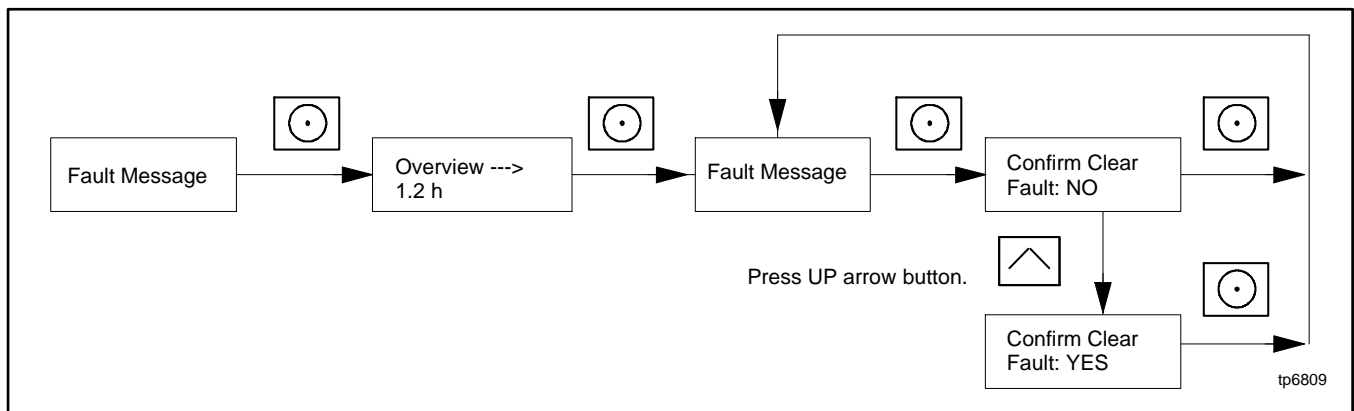 Fault Message
Overview --->
1.2 h
Fault Message
Confirm Clear
Fault: NO
Press UP arrow button.
Confirm Clear
Fault: YES
tp6809